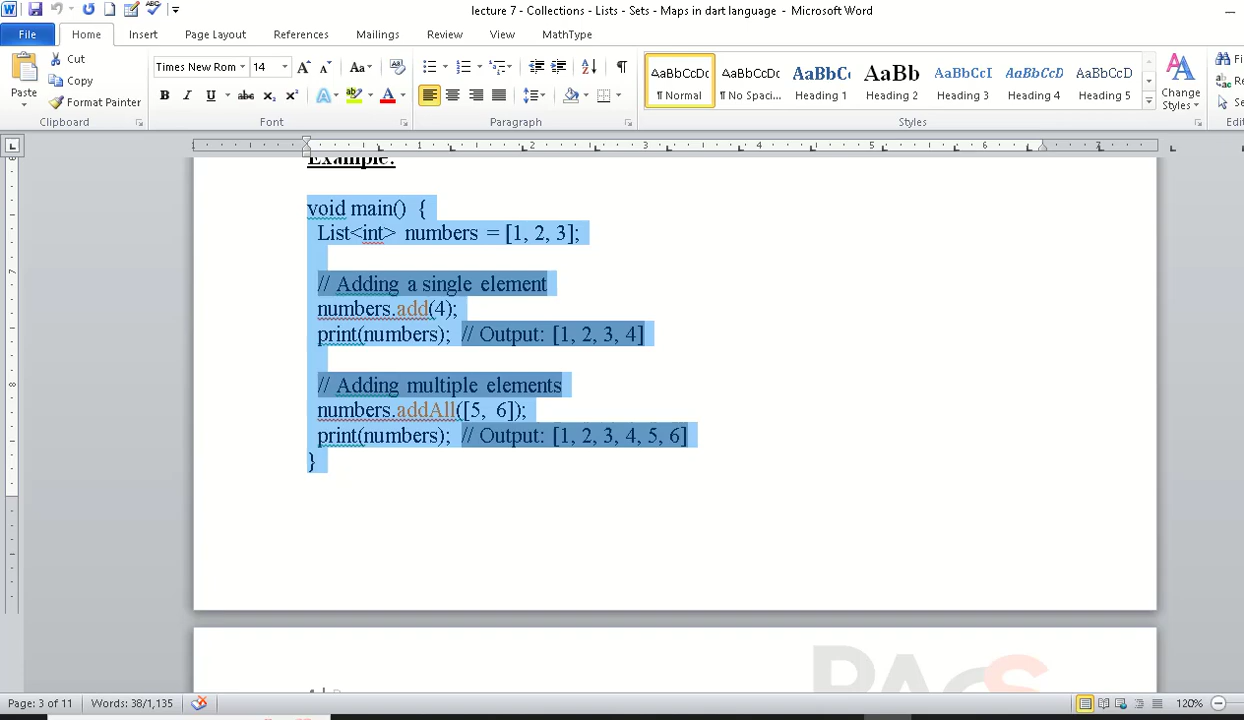 lecture 7 - Collections - Lists - Sets - Maps in dart language - Microsoft Word
File Home Insert Page Layout References Mailings Review View MathType
Paste
Cut
Copy
Format Painter
Clipboard
Times New Rom 14
Font
Paragraph
AaBbCcDc AaBbCcDc AaBbC AaBb AaBbCcI AaBbCcD AaBbCcD
¶ Normal ¶ No Spaci... Heading 1 Heading 2 Heading 3 Heading 4 Heading 5
Styles
Change
Styles
Fi
Re
Se
Edit
Example:
void main() {
List<int> numbers = [1, 2, 3];
// Adding a single element
numbers.add(4);
print(numbers); // Output: [1, 2, 3, 4]
// Adding multiple elements
numbers.addAll([5, 6]);
print(numbers); // Output: [1, 2, 3, 4, 5, 6]
}
Page: 3 of 11 Words: 38/1,135 120%